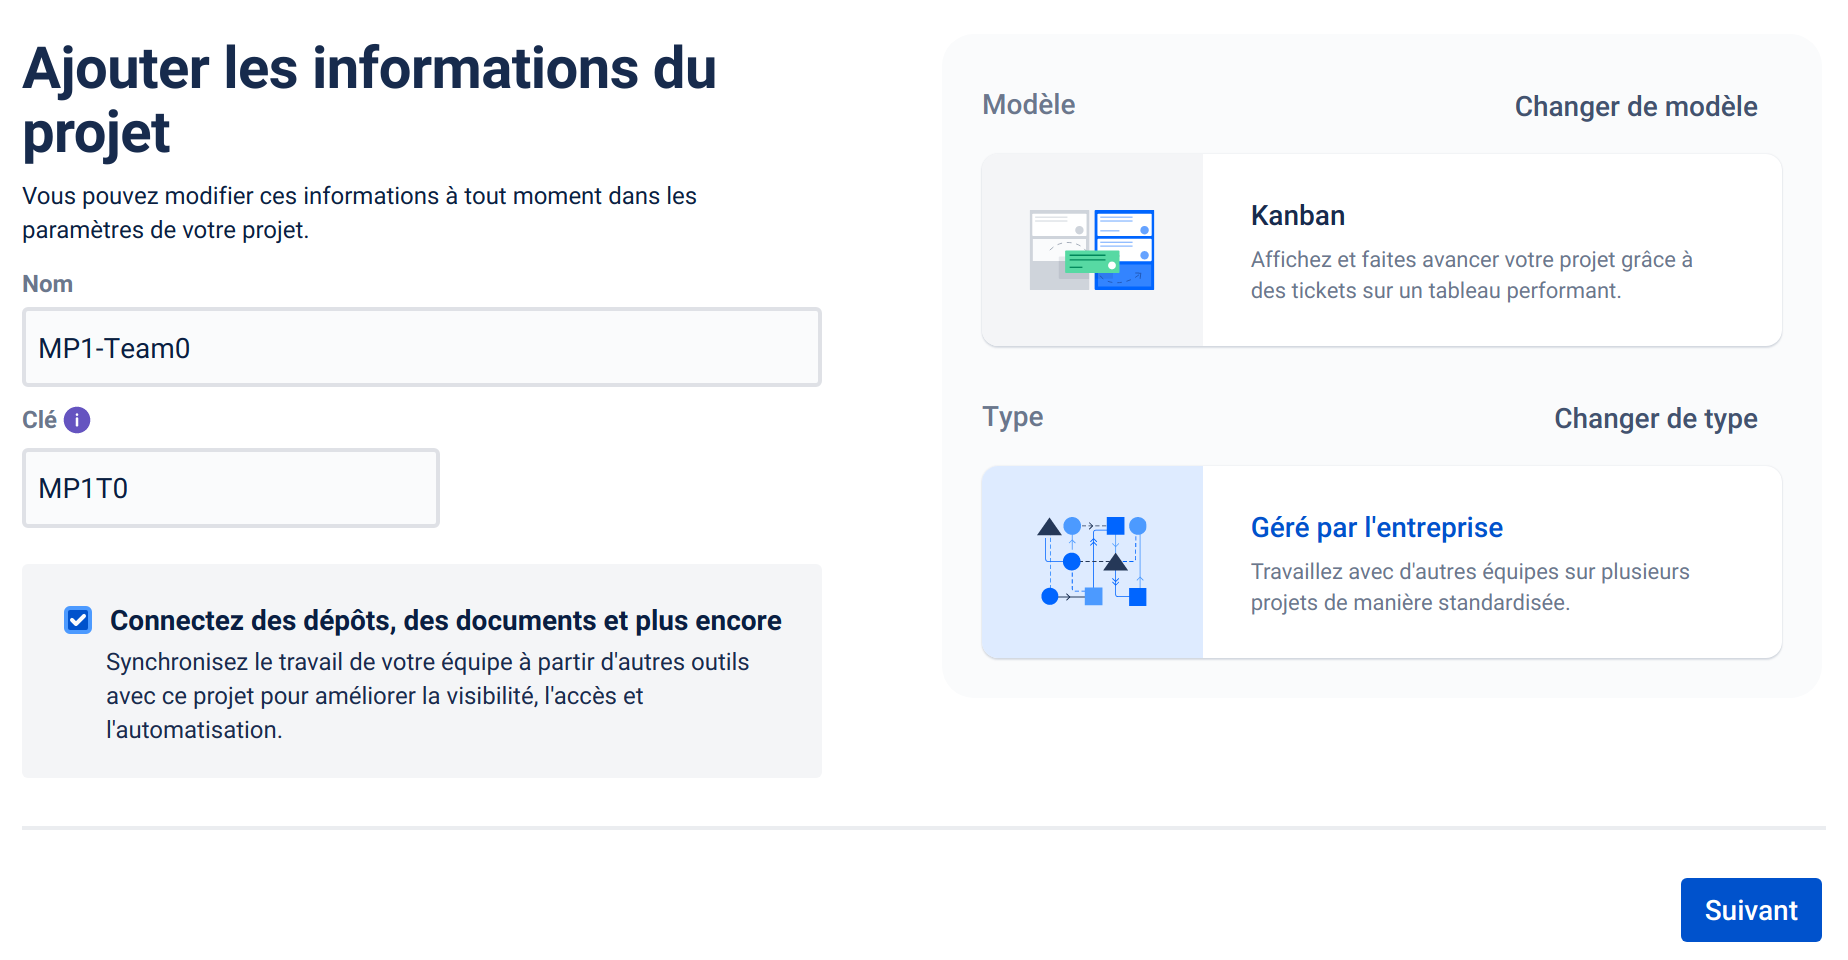 Ajouter les informations du
projet
Vous pouvez modifier ces informations à tout moment dans les
paramètres de votre projet.
Nom
MP1-Team0
Clé i
MP1T0
Connectez des dépôts, des documents et plus encore
Synchronisez le travail de votre équipe à partir d'autres outils
avec ce projet pour améliorer la visibilité, l'accès et
l'automatisation.
Modèle
Changer de modèle
Kanban
Affichez et faites avancer votre projet grâce à
des tickets sur un tableau performant.
Type
Changer de type
Géré par l'entreprise
Travaillez avec d'autres équipes sur plusieurs
projets de manière standardisée.
Suivant